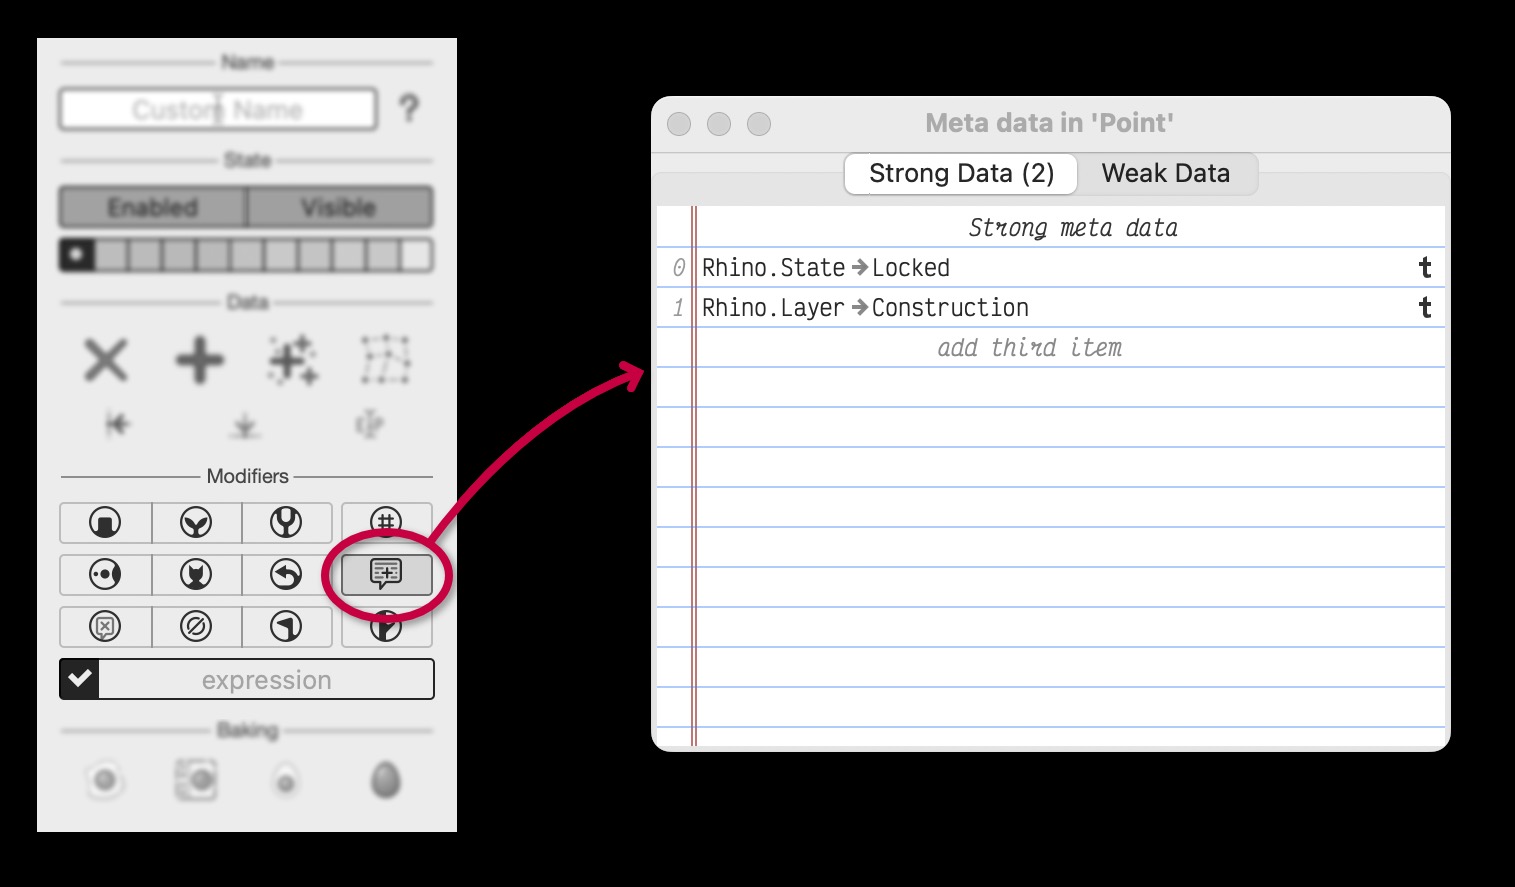 Name
Custom Name ?
State
Enabled Visible
Data
Modifiers
expression
Baking
Meta data in 'Point'
Strong Data (2) Weak Data
Strong meta data
0 Rhino.State → Locked t
1 Rhino.Layer → Construction t
add third item